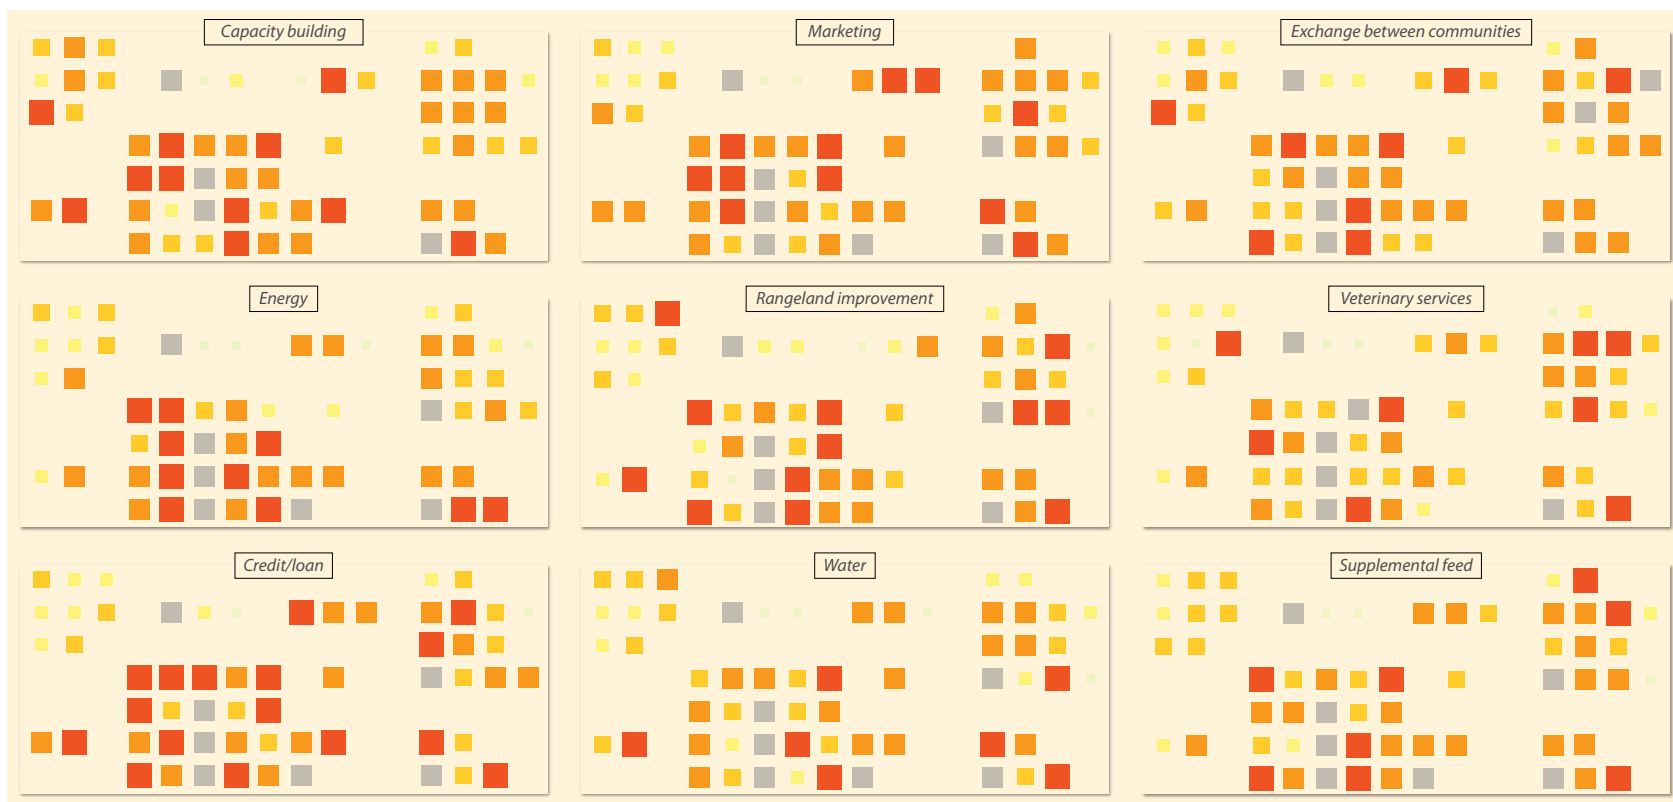 Capacity building
Marketing
Exchange between communities
Energy
Rangeland improvement
Veterinary services
Credit/loan
Water
Supplemental feed